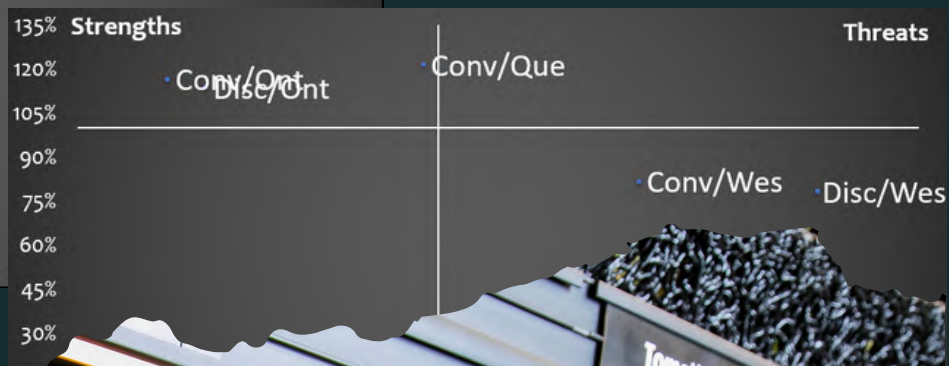 135%
Strengths
Threats
120%
Conv/Ont
Disc/Ont
Conv/Que
105%
90%
Conv/Wes
75%
Disc/Wes
60%
45%
30%